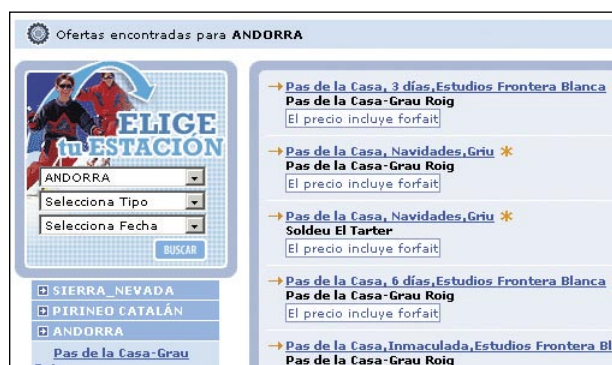 Ofertas encontradas para ANDORRA
ELIGE
tu ESTACIÓN
ANDORRA
Selecciona Tipo
Selecciona Fecha
BUSCAR
SIERRA_NEVADA
PIRINEO CATALÁN
ANDORRA
Pas de la Casa-Grau
Pas de la Casa, 3 días,Estudios Frontera Blanca
Pas de la Casa-Grau Roig
El precio incluye forfait
Pas de la Casa, Navidades,Griu *
Pas de la Casa-Grau Roig
El precio incluye forfait
Pas de la Casa, Navidades,Griu *
Soldeu El Tarter
El precio incluye forfait
Pas de la Casa, 6 días,Estudios Frontera Blanca
Pas de la Casa-Grau Roig
El precio incluye forfait
Pas de la Casa,Inmaculada,Estudios Frontera Bl
Pas de la Casa-Grau Roig